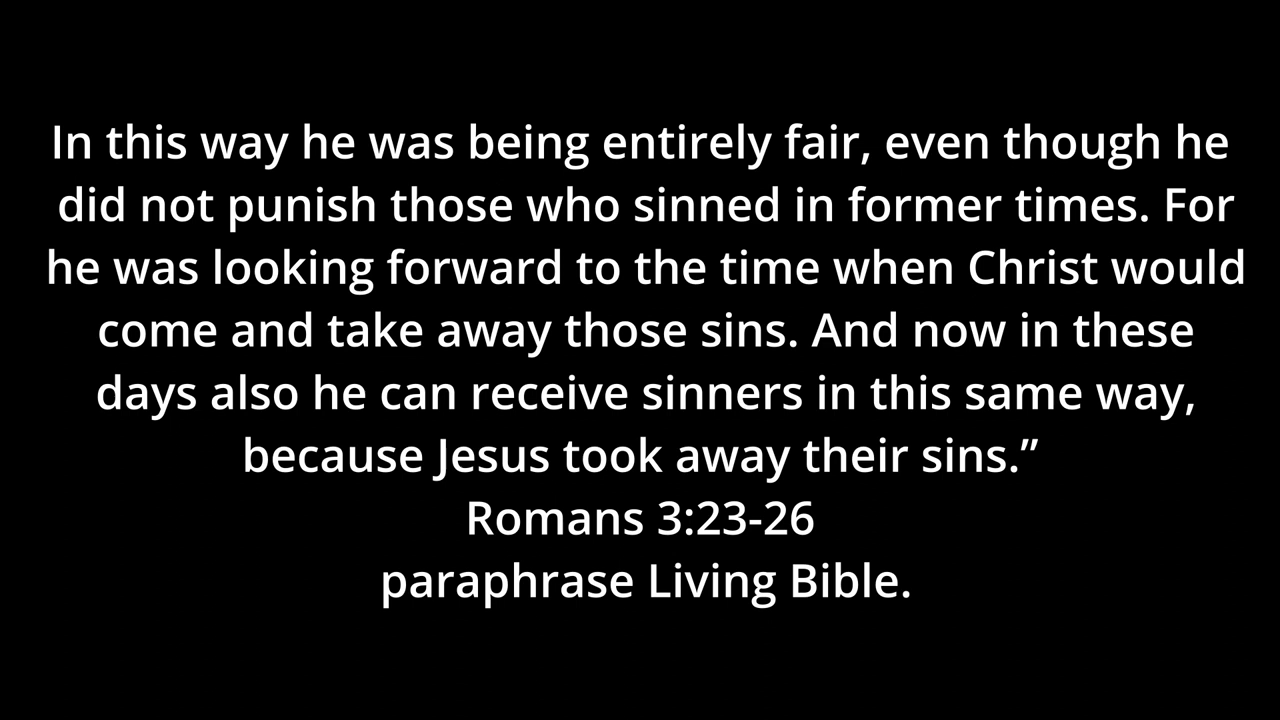 In this way he was being entirely fair, even though he
did not punish those who sinned in former times. For
he was looking forward to the time when Christ would
come and take away those sins. And now in these
days also he can receive sinners in this same way,
because Jesus took away their sins.”
Romans 3:23-26
paraphrase Living Bible.